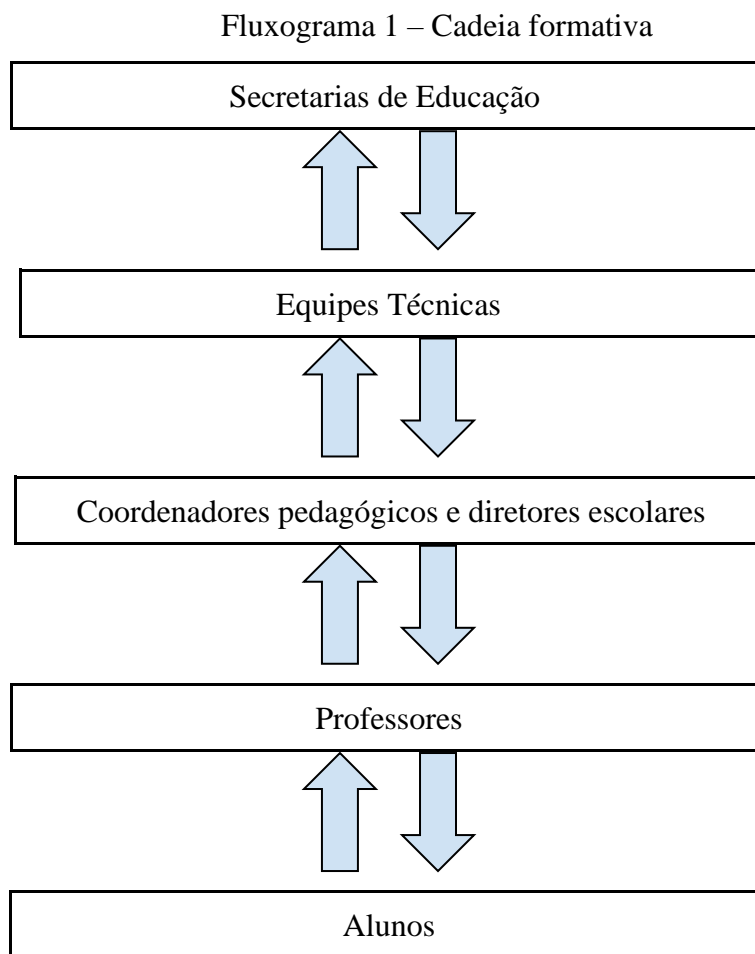 Fluxograma 1 – Cadeia formativa
Secretarias de Educação
Equipes Técnicas
Coordenadores pedagógicos e diretores escolares
Professores
Alunos